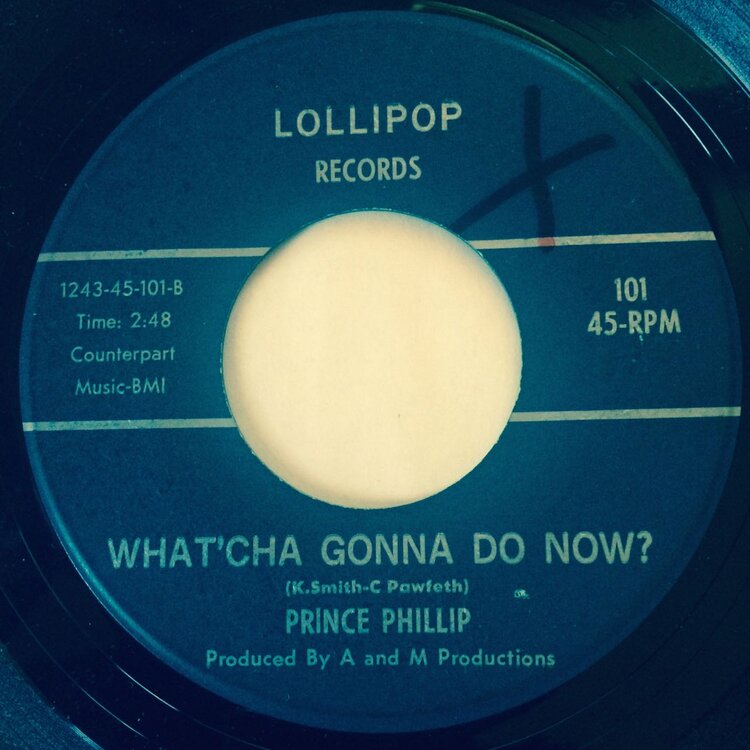 LOLLIPOP
RECORDS
1243-45-101-B
Time: 2:48
Counterpart
Music-BMI
101
45-RPM
WHAT'CHA GONNA DO NOW?
(K.Smith-C Pawfeth)
PRINCE PHILLIP
Produced By A and M Productions